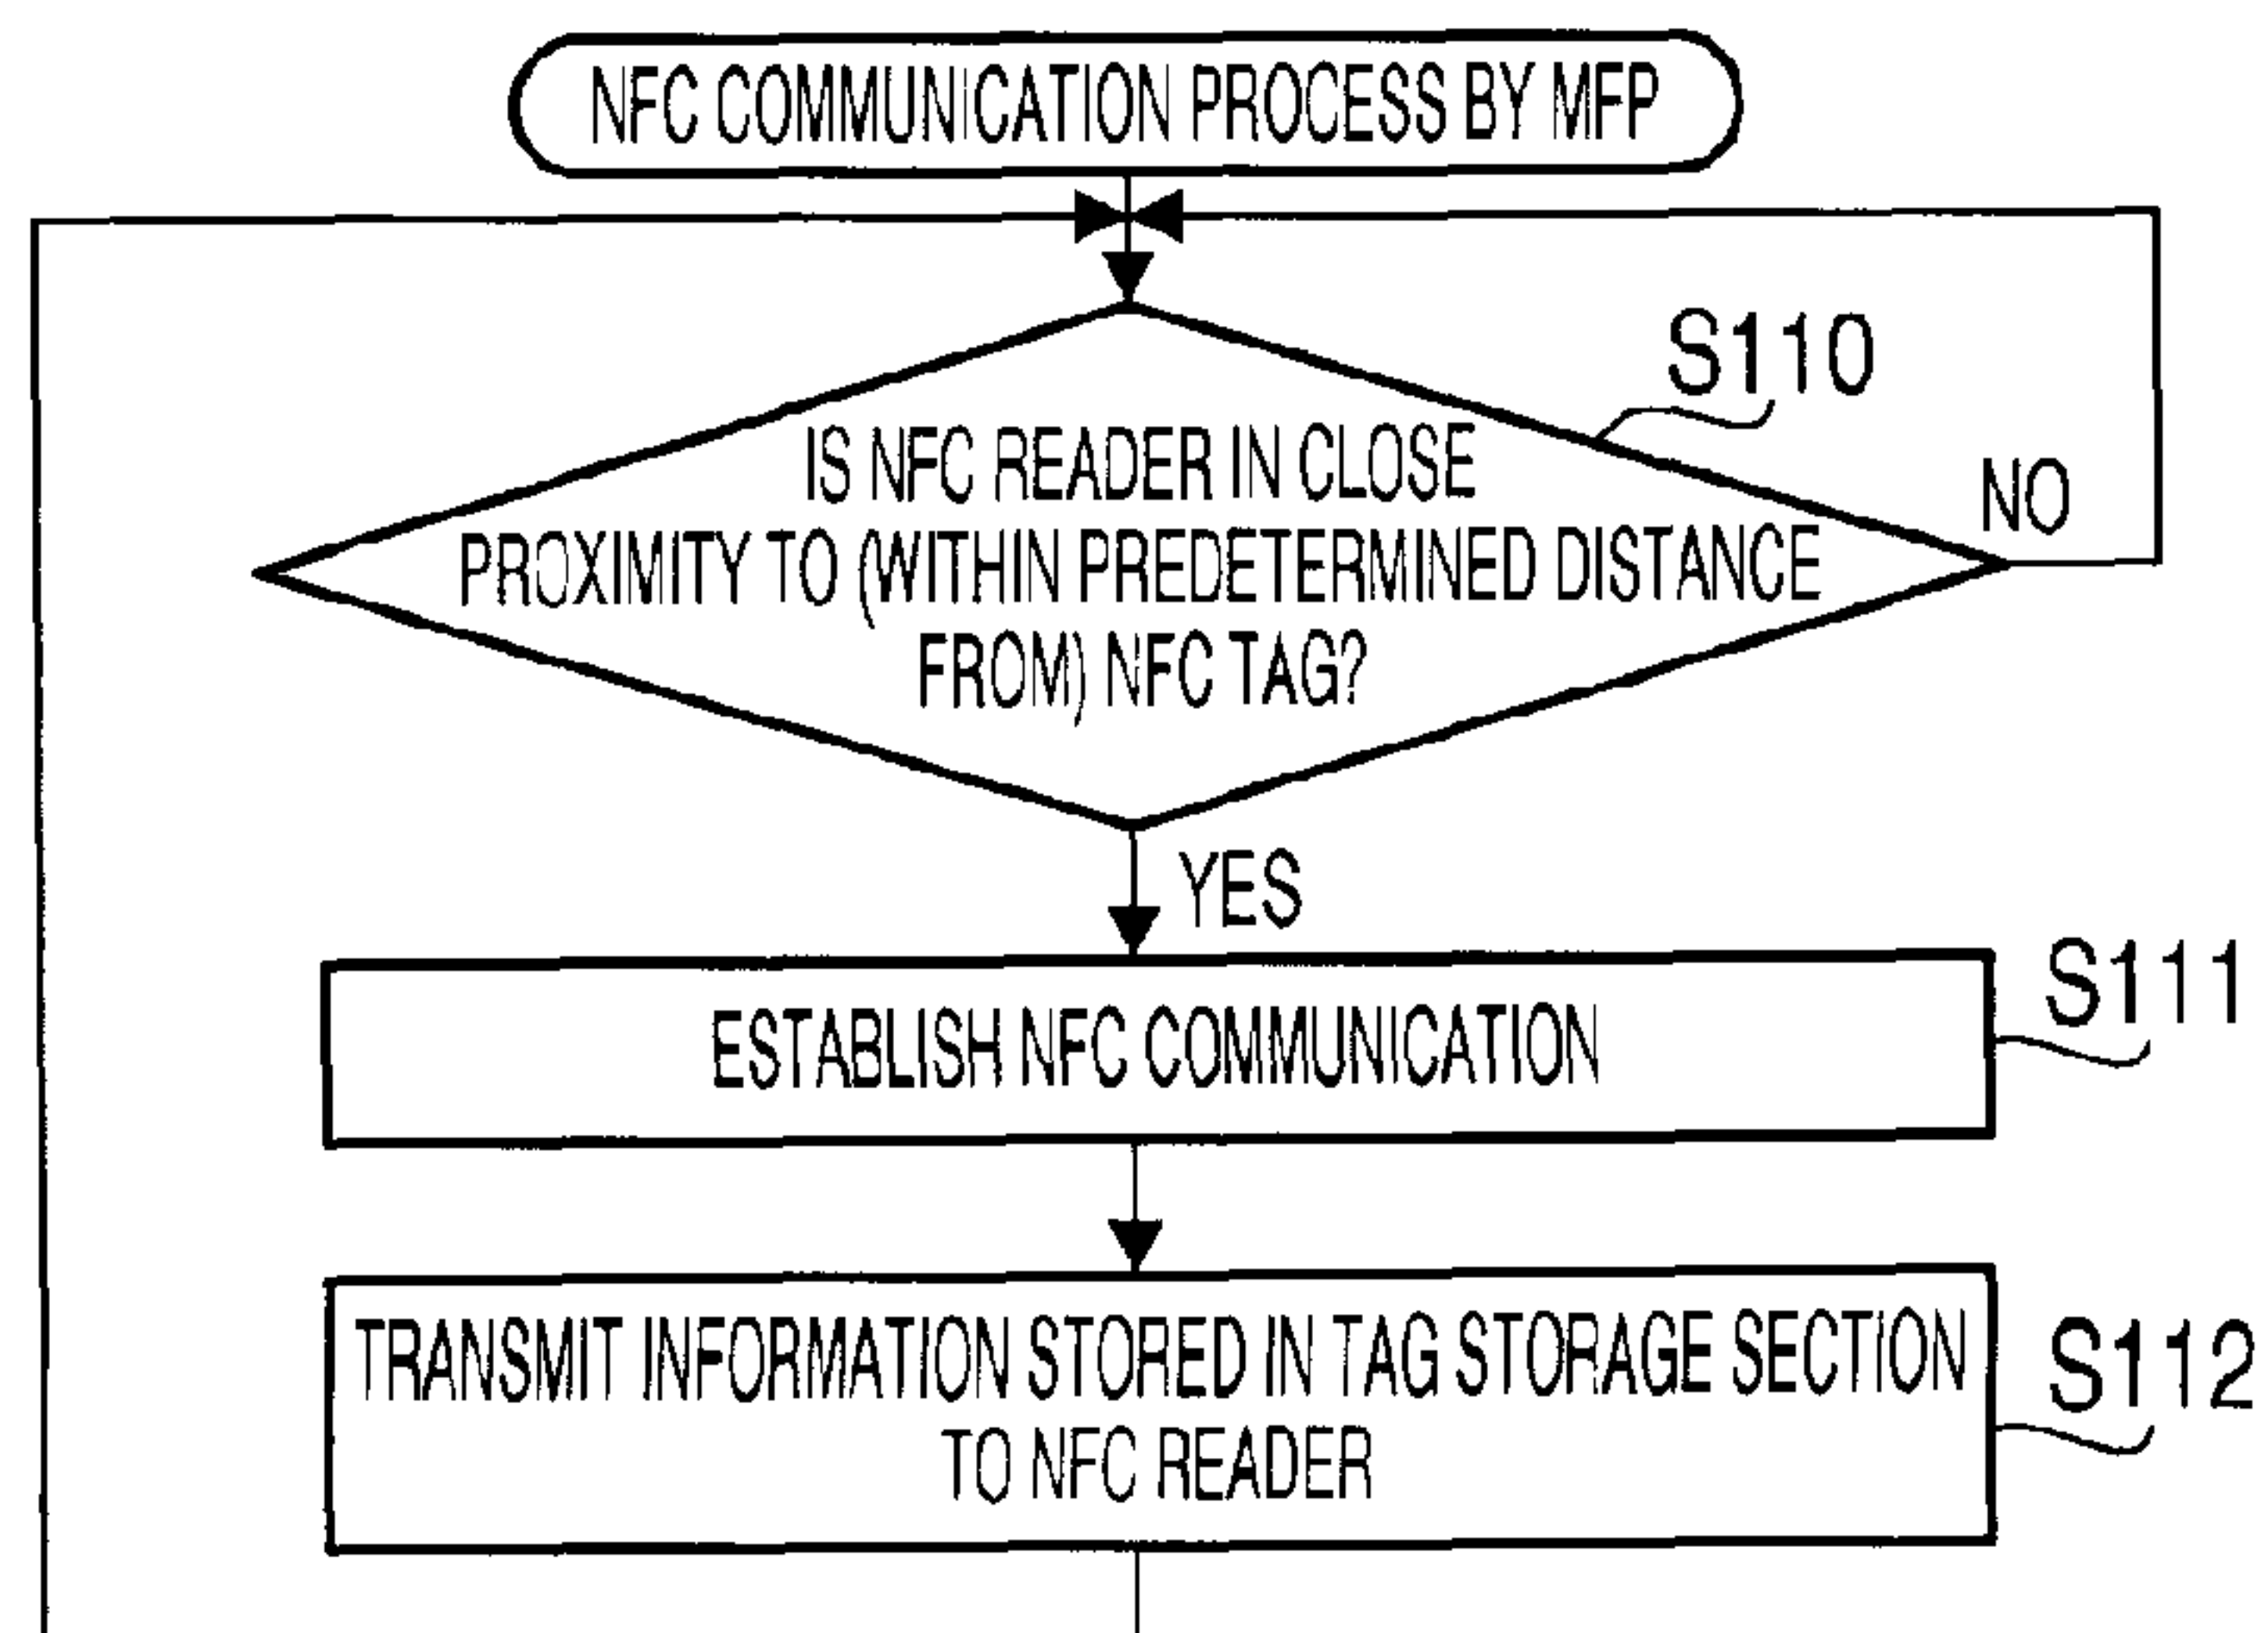 NFC COMMUNICATION PROCESS BY MFP
S110
IS NFC READER IN CLOSE
PROXIMITY TO (WITHIN PREDETERMINED DISTANCE
FROM) NFC TAG?
NO
YES
S111
ESTABLISH NFC COMMUNICATION
TRANSMIT INFORMATION STORED IN TAG STORAGE SECTION
TO NFC READER
S112